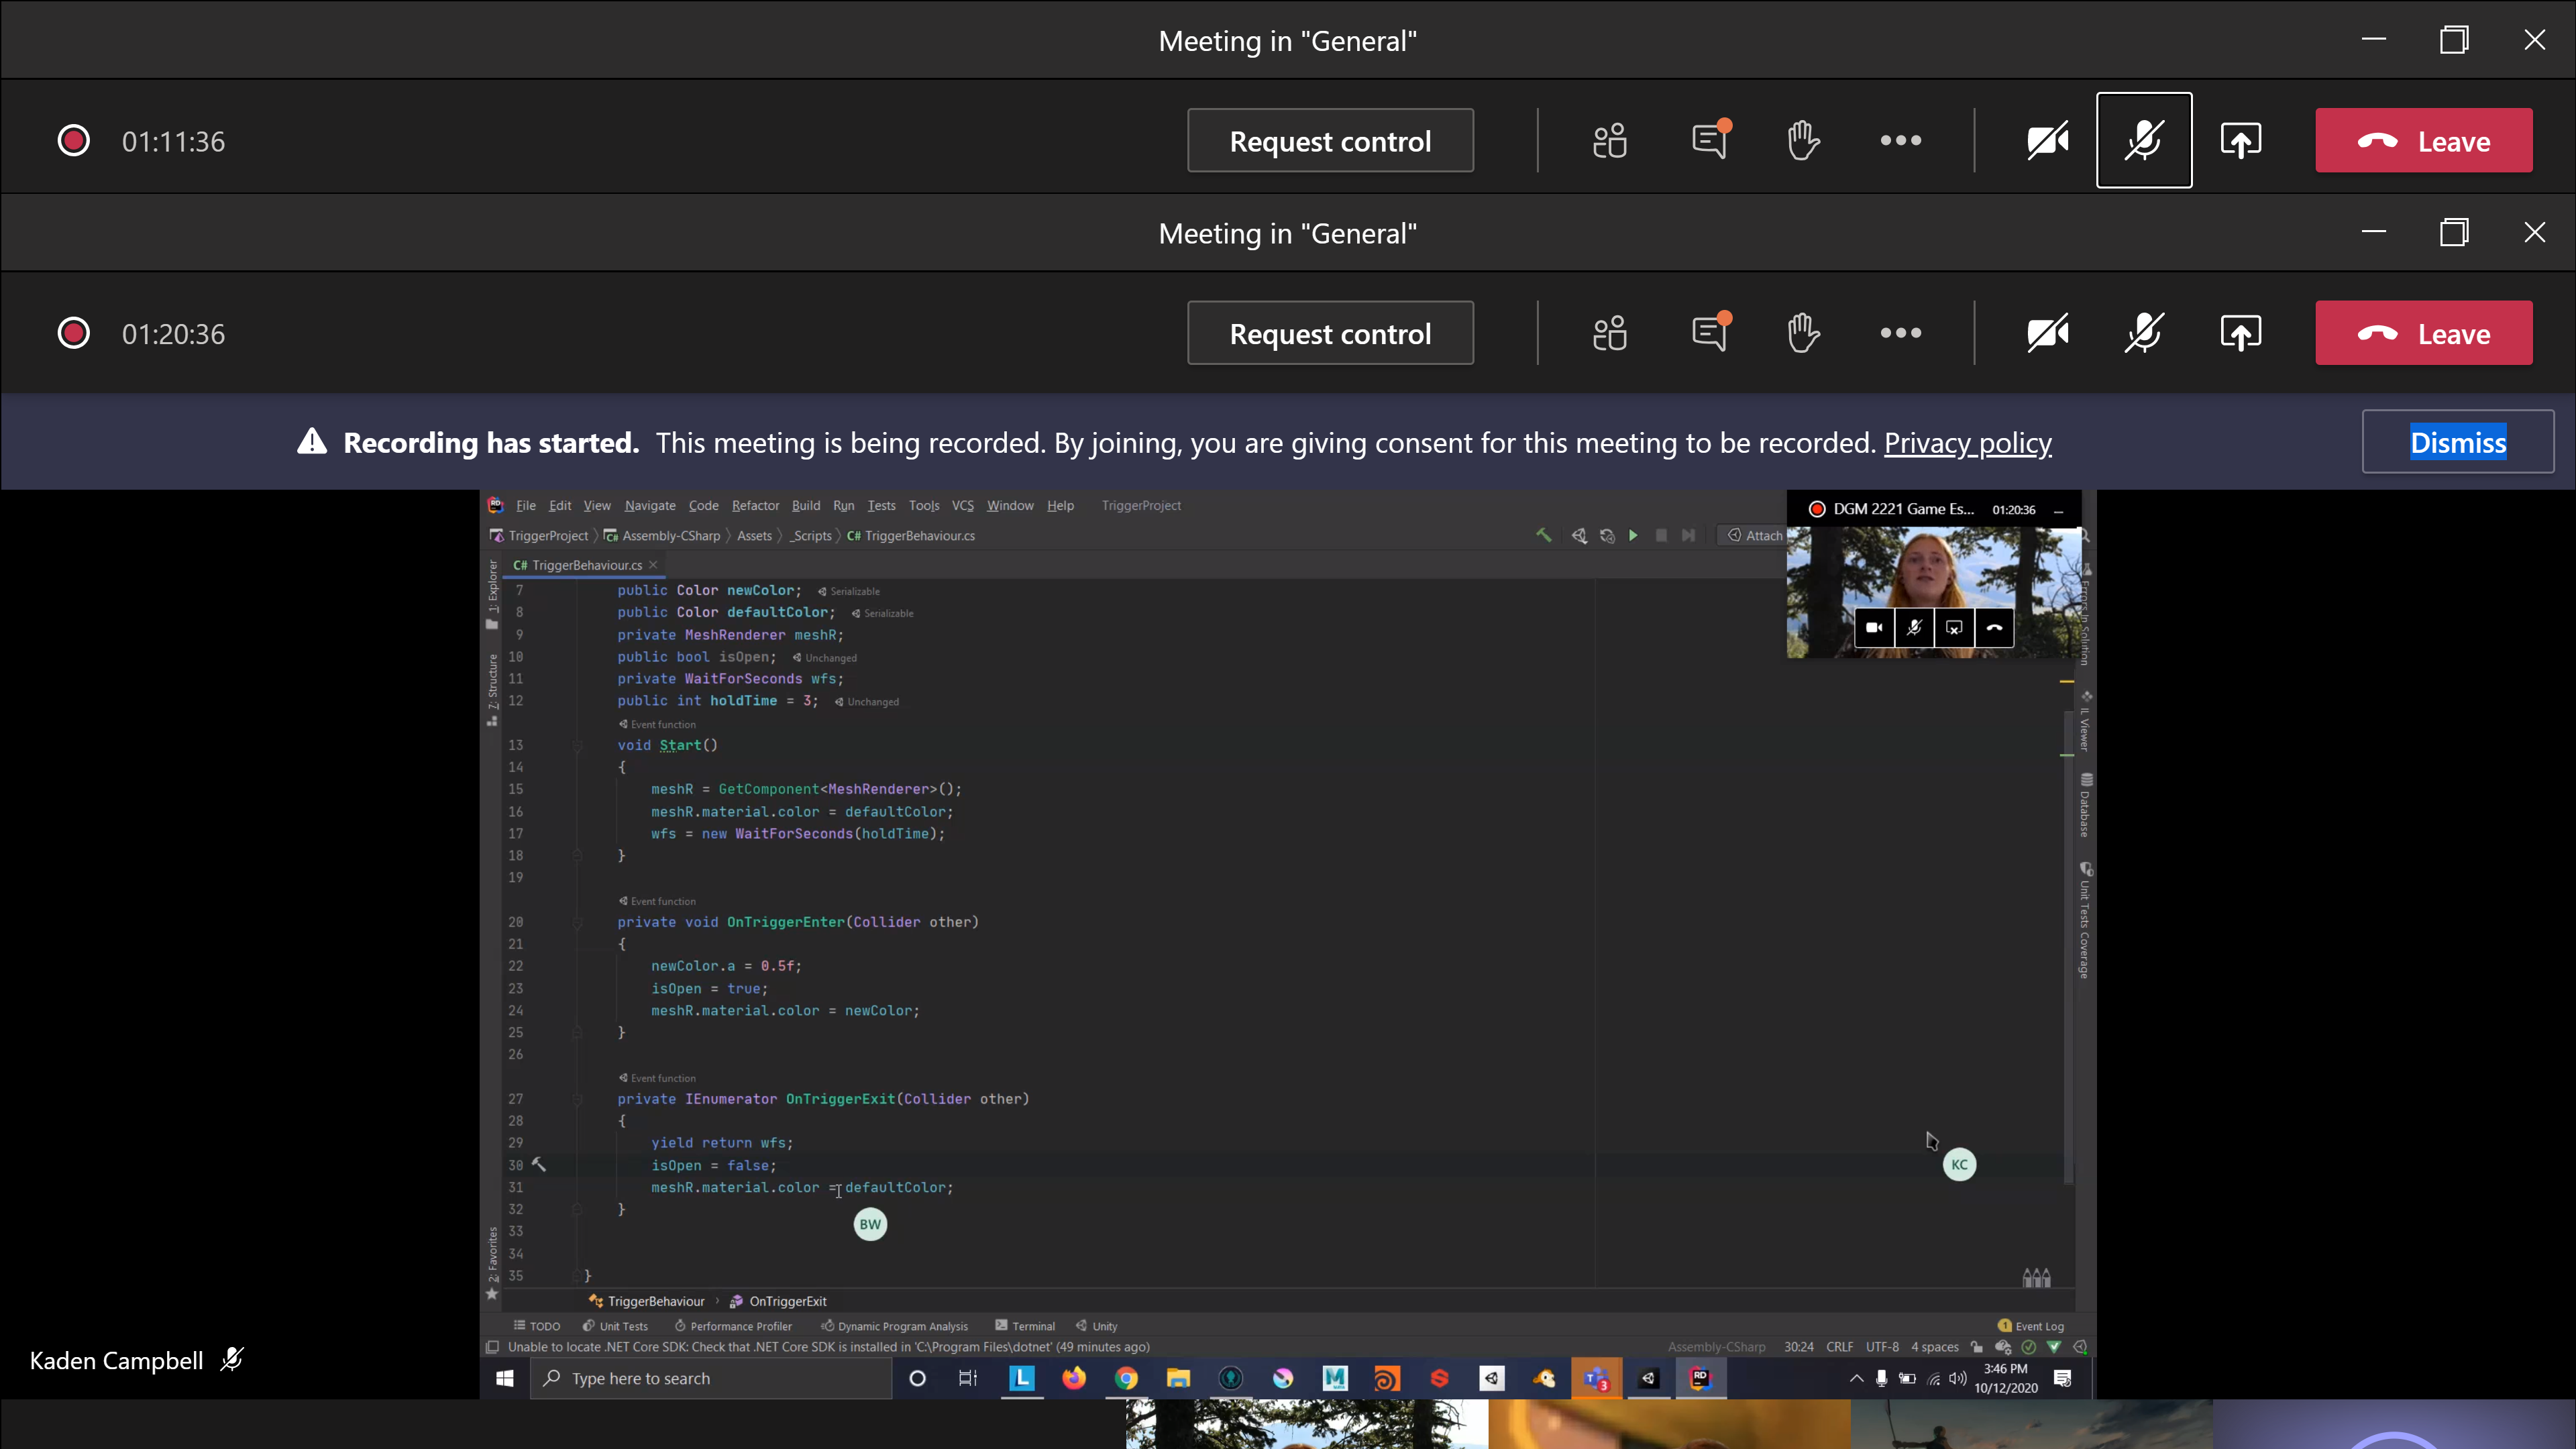 Meeting in "General"
01:11:36 Request control Leave
Meeting in "General"
01:20:36 Request control Leave
Recording has started. This meeting is being recorded. By joining, you are giving consent for this meeting to be recorded. Privacy policy Dismiss
RD File Edit View Navigate Code Refactor Build Run Tests Tools VCS Window Help TriggerProject
DGM 2221 Game Es... 01:20:36
TriggerProject Assembly-CSharp Assets _Scripts C# TriggerBehaviour.cs Attach
C# TriggerBehaviour.cs
1: Explorer
7: Structure
2: Favorites
7 public Color newColor; Serializable
8 public Color defaultColor; Serializable
9 private MeshRenderer meshR;
10 public bool isOpen; Unchanged
11 private WaitForSeconds wfs;
12 public int holdTime = 3; Unchanged
Event function
13 void Start()
14 {
15 meshR = GetComponent<MeshRenderer>();
16 meshR.material.color = defaultColor;
17 wfs = new WaitForSeconds(holdTime);
18 }
19
Event function
20 private void OnTriggerEnter(Collider other)
21 {
22 newColor.a = 0.5f;
23 isOpen = true;
24 meshR.material.color = newColor;
25 }
26
Event function
27 private IEnumerator OnTriggerExit(Collider other)
28 {
29 yield return wfs;
30 isOpen = false;
31 meshR.material.color = defaultColor;
32 }
33
34
35 }
KC
BW
Errors In Solution
IL Viewer
Database
Unit Tests Coverage
TriggerBehaviour OnTriggerExit
TODO Unit Tests Performance Profiler Dynamic Program Analysis Terminal Unity 1 Event Log
Unable to locate .NET Core SDK: Check that .NET Core SDK is installed in 'C:\Program Files\dotnet' (49 minutes ago) Assembly-CSharp 30:24 CRLF UTF-8 4 spaces
Kaden Campbell
Type here to search L M T 3 RD 3:46 PM
10/12/2020